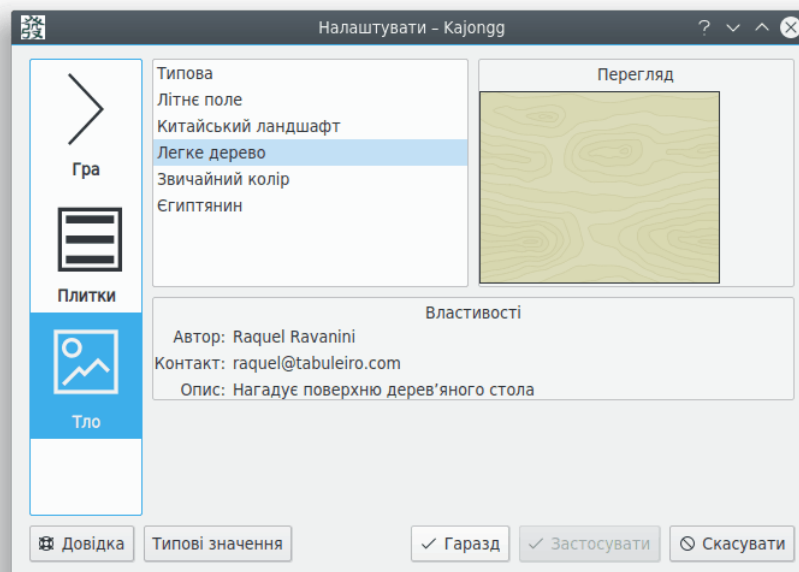 Налаштувати – Kajongg
Гра
Плитки
Тло
Типова
Літнє поле
Китайський ландшафт
Легке дерево
Звичайний колір
Єгиптянин
Перегляд
Властивості
Автор: Raquel Ravanini
Контакт: raquel@tabuleiro.com
Опис: Нагадує поверхню дерев’яного стола
Довідка
Типові значення
Гаразд
Застосувати
Скасувати